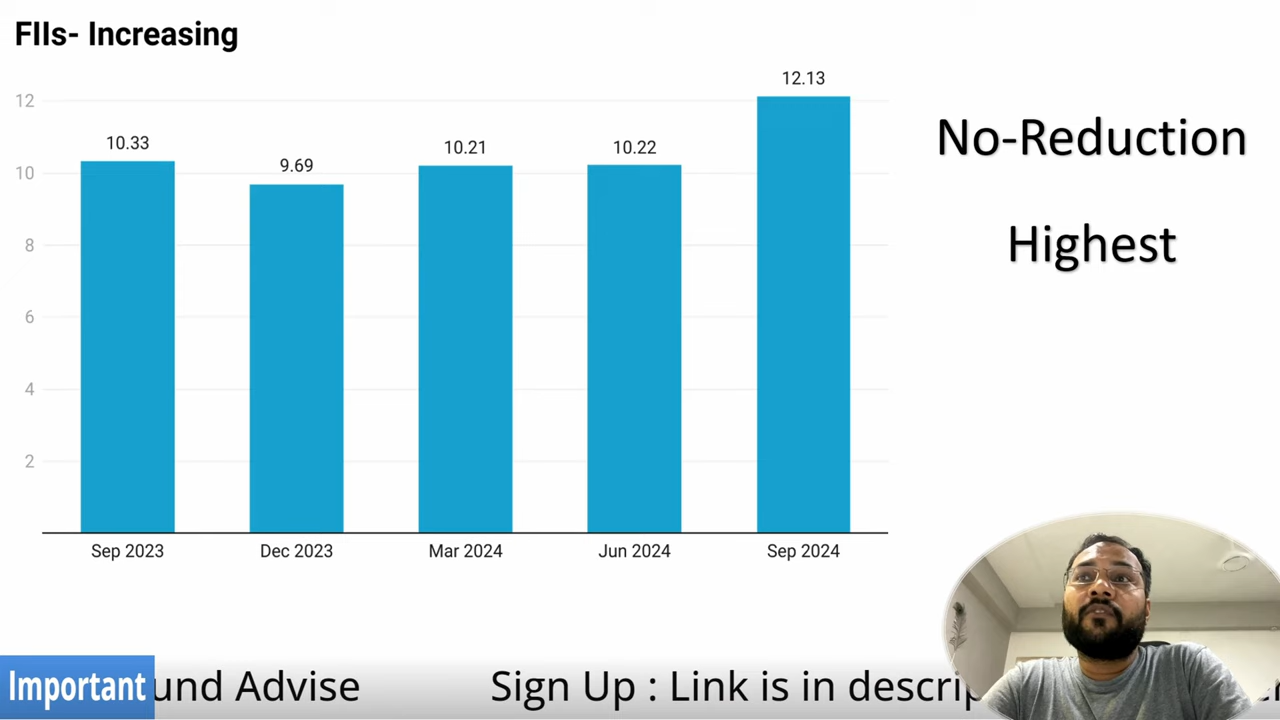 FIIs- Increasing
12.13
12
10.33
10.21
10.22
9.69
10
8
6
4
2
Sep 2023 Dec 2023 Mar 2024 Jun 2024 Sep 2024
No-Reduction
Highest
Important und Advise Sign Up : Link is in descrip